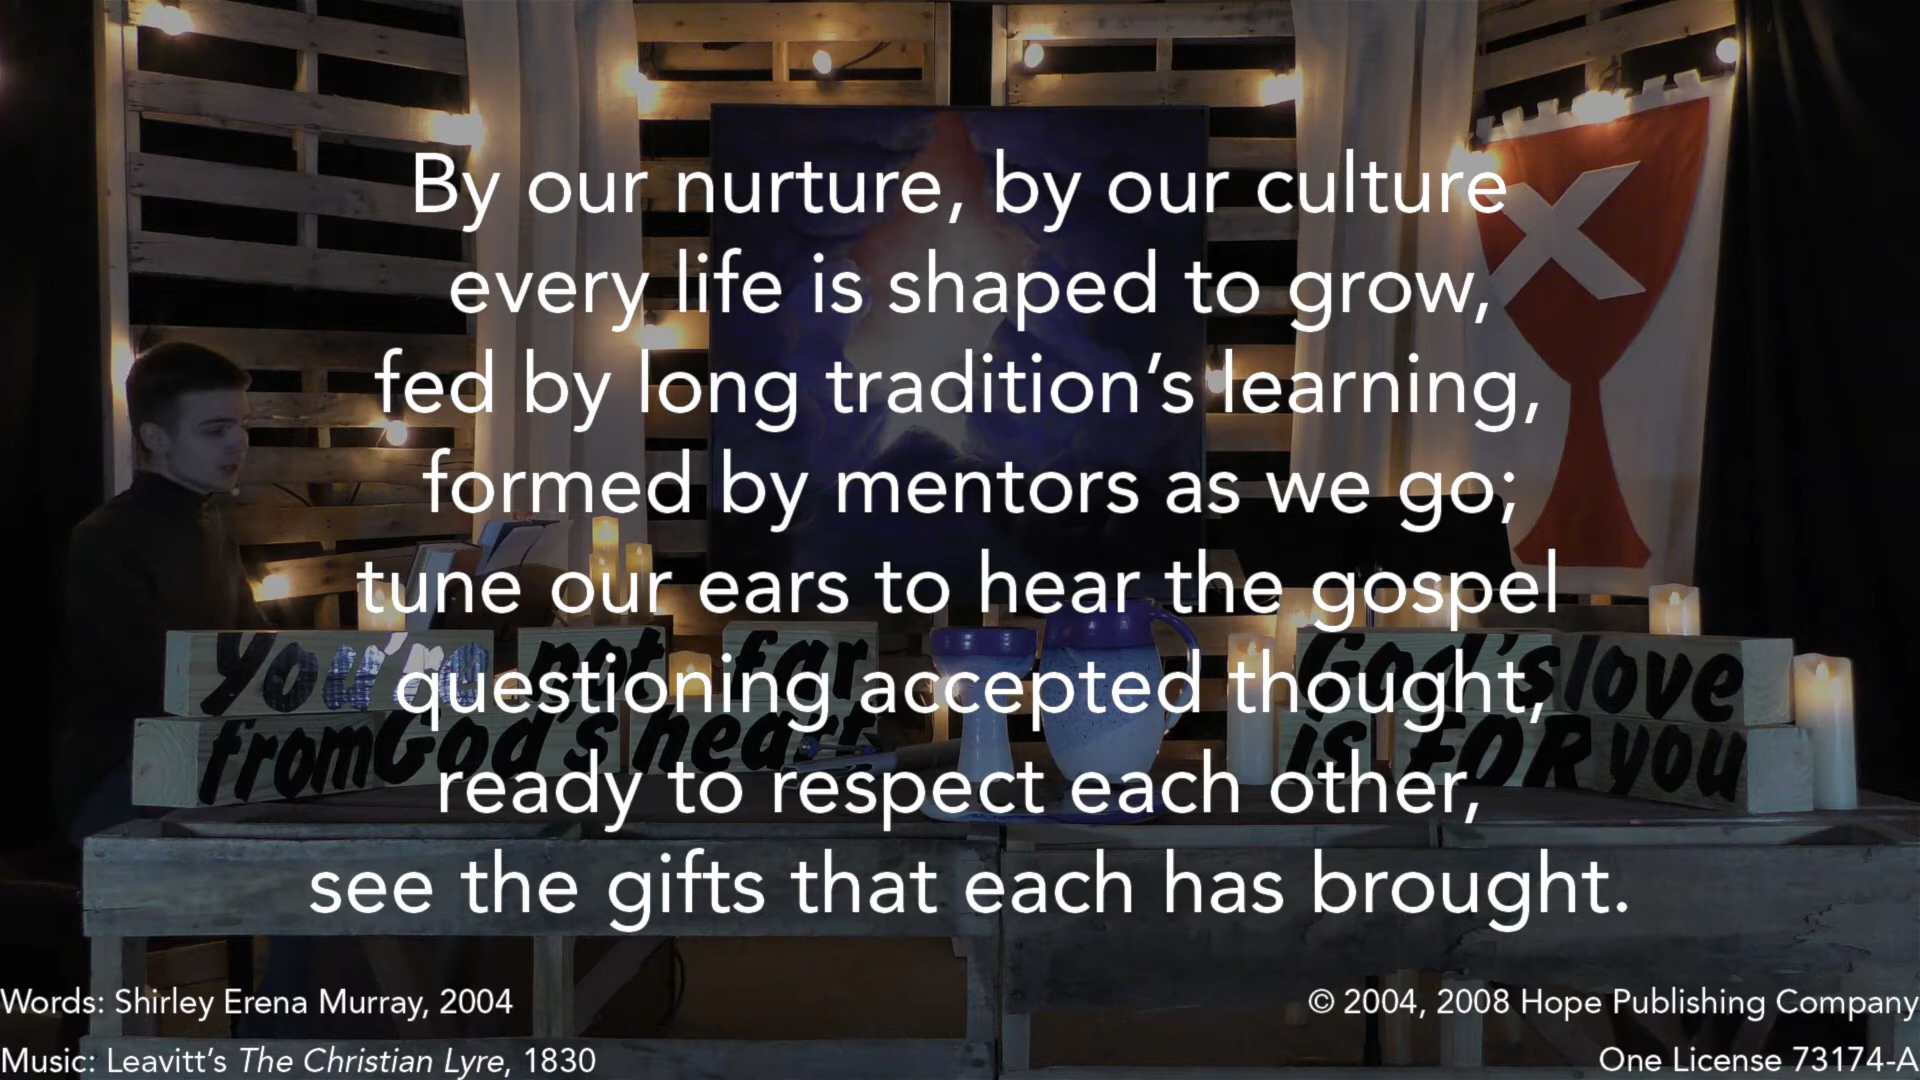 By our nurture, by our culture
every life is shaped to grow,
fed by long tradition’s learning,
formed by mentors as we go;
tune our ears to hear the gospel
questioning accepted thought,
ready to respect each other,
see the gifts that each has brought.
You're not far
from God's heart
God's love
is FOR you
Words: Shirley Erena Murray, 2004
Music: Leavitt’s The Christian Lyre, 1830
© 2004, 2008 Hope Publishing Company
One License 73174-A